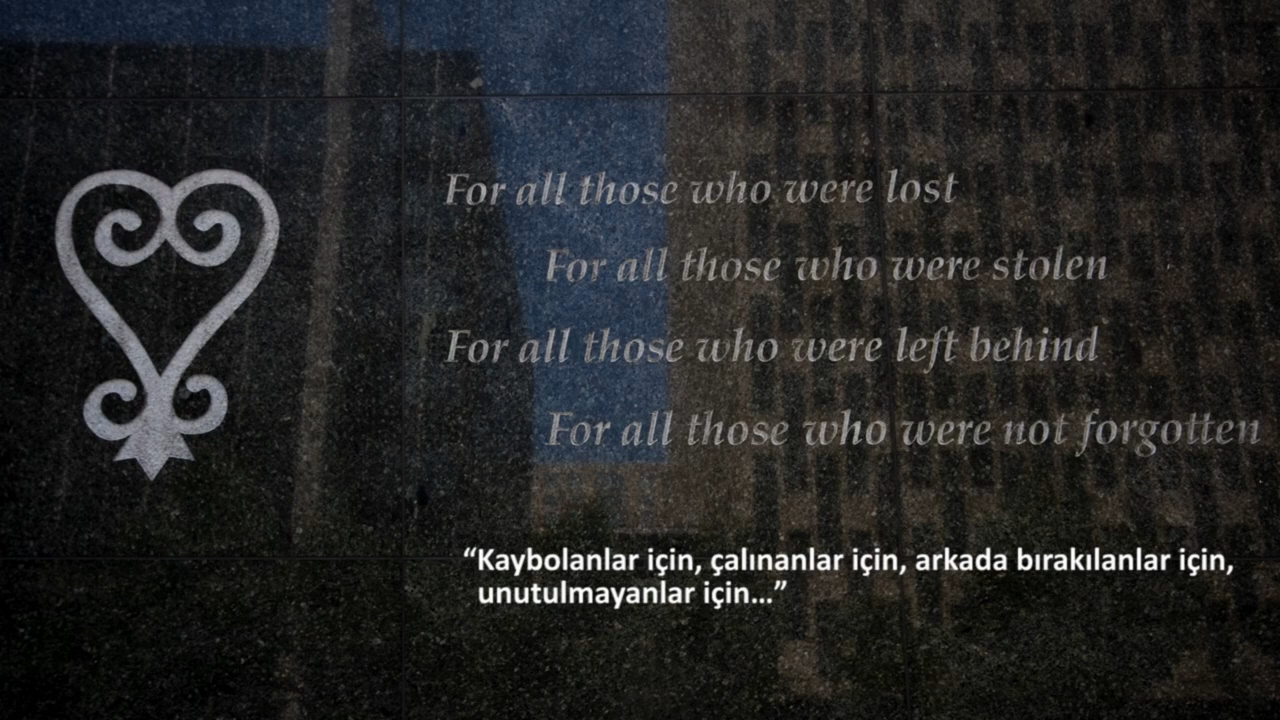 For all those who were lost
For all those who were stolen
For all those who were left behind
For all those who were not forgotten
“Kaybolanlar için, çalınanlar için, arkada bırakılanlar için,
unutulmayanlar için...”